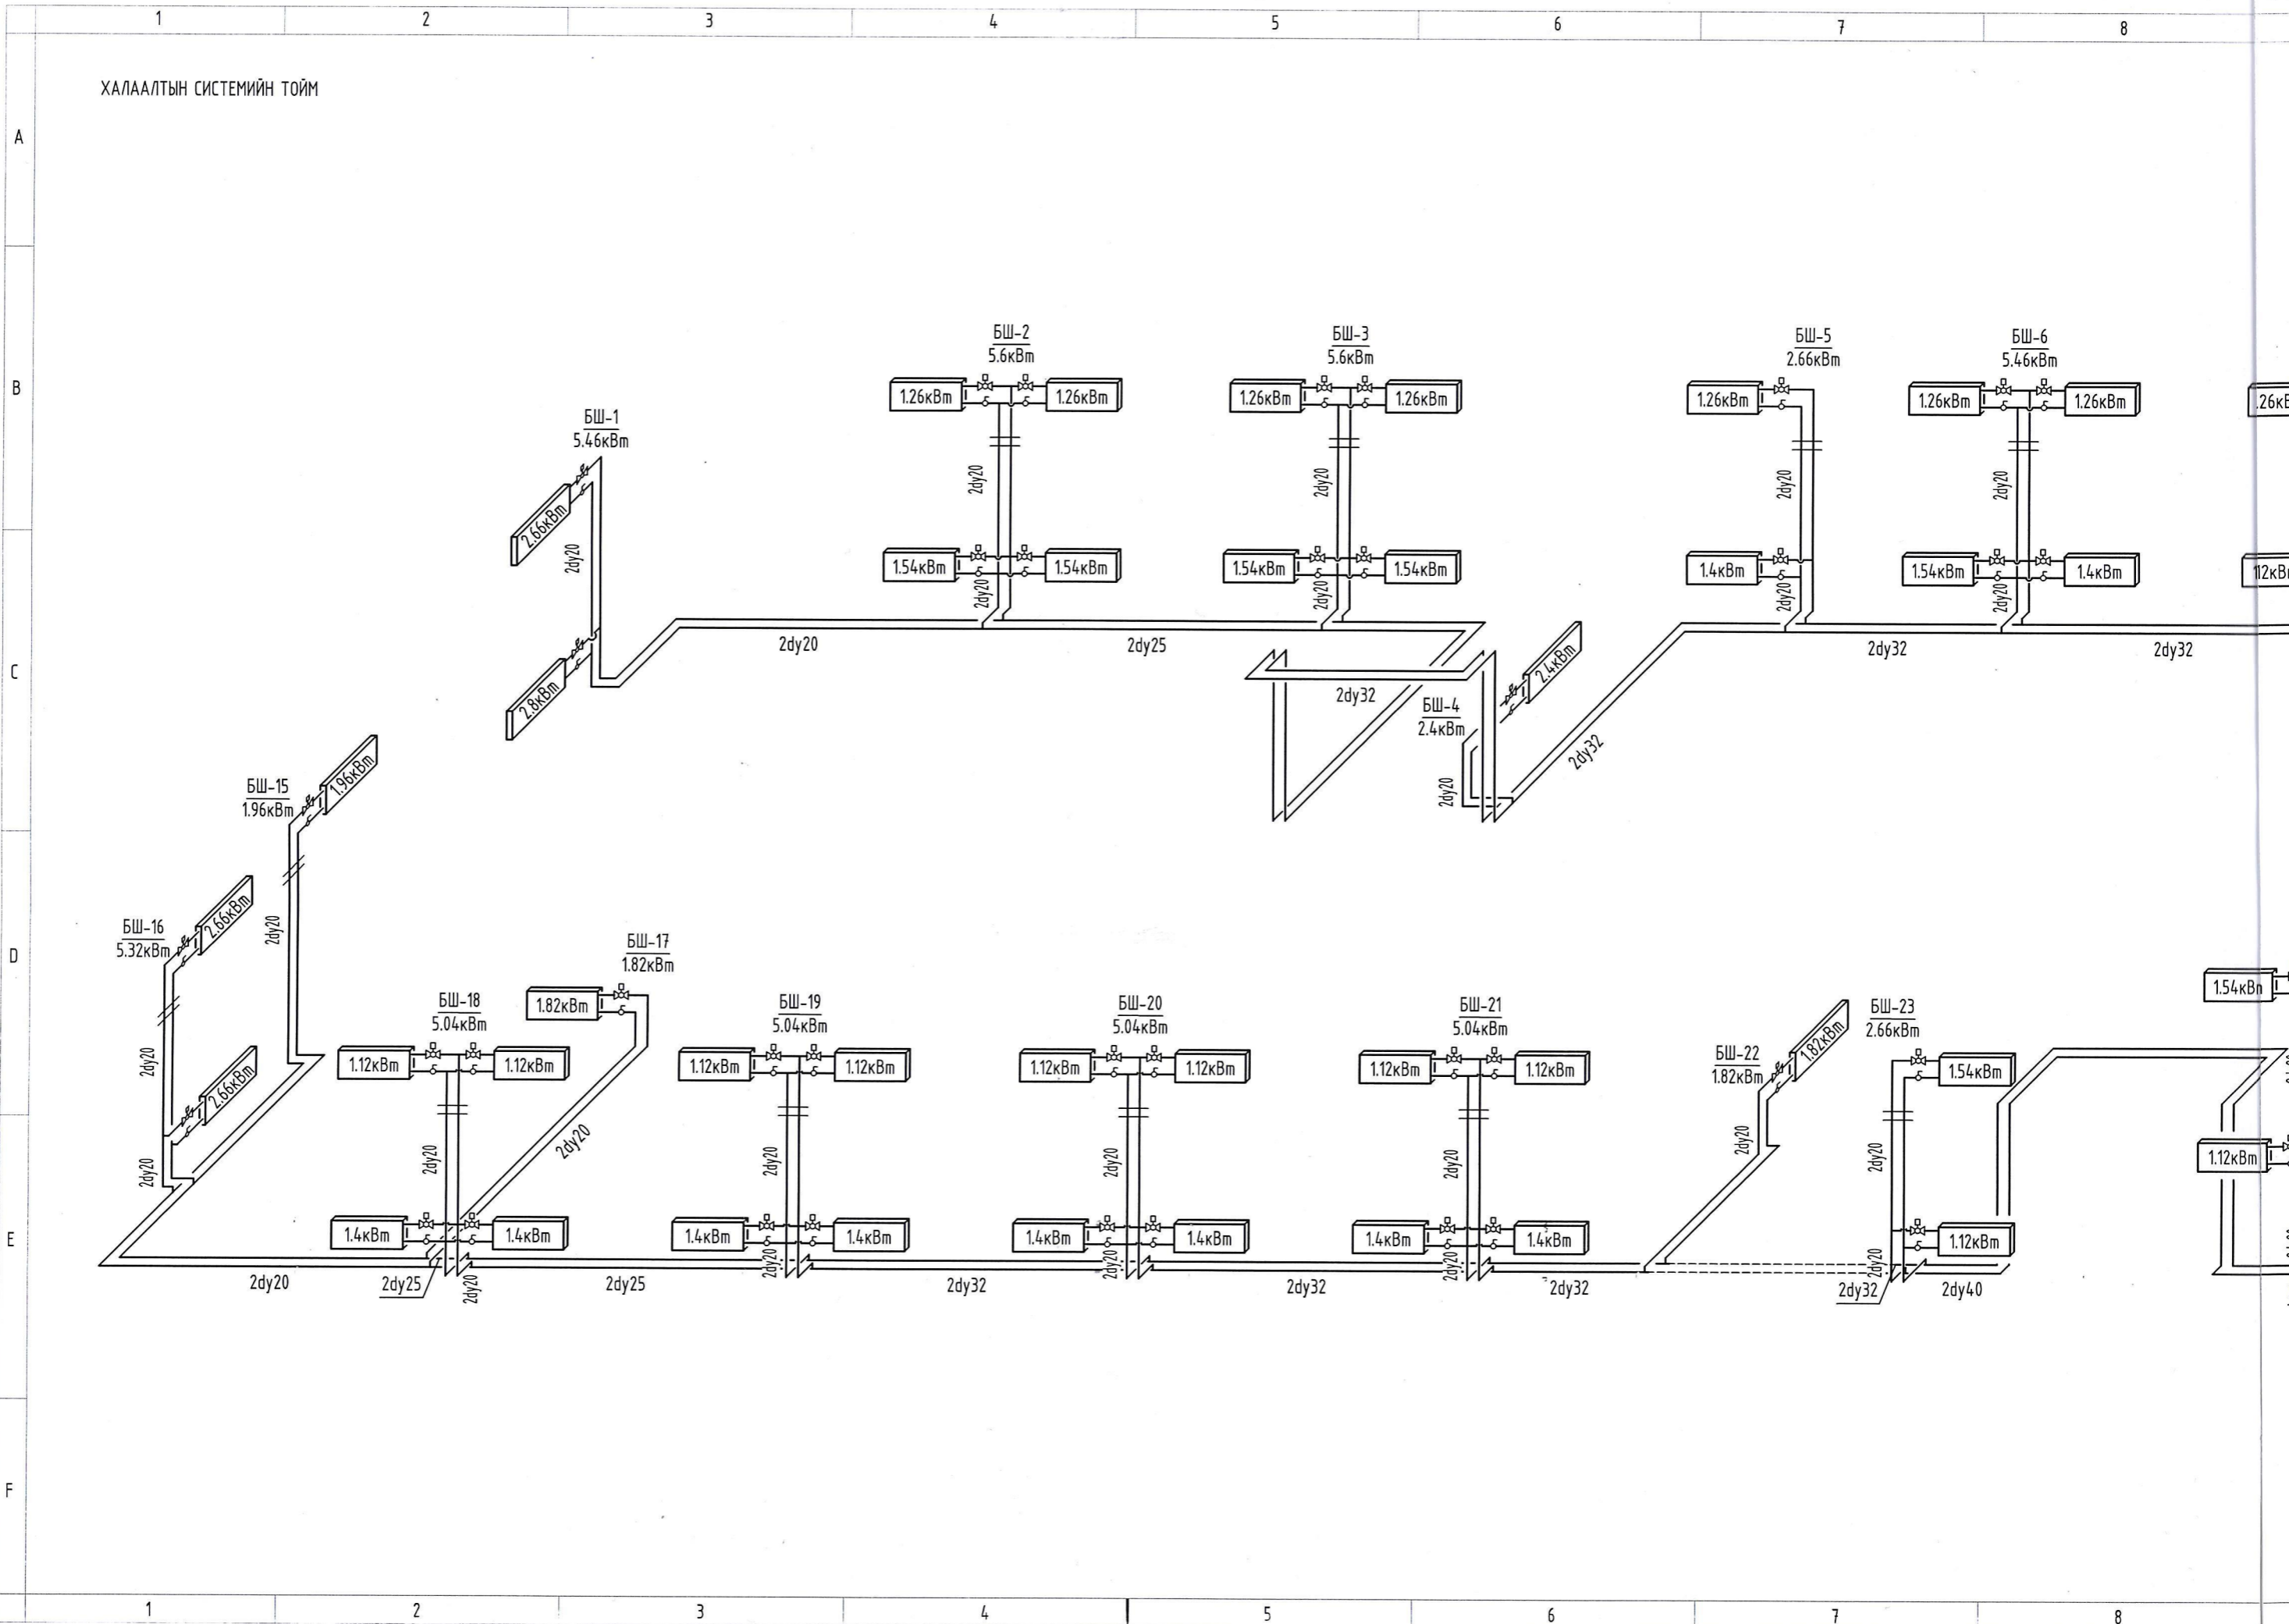 1 2 3 4 5 6 7 8
ХАЛААЛТЫН СИСТЕМИЙН ТОЙМ
A
B
C
D
E
F
БШ-1
5.46кВт
2.66кВт
2dy20
2.8кВт
2dy20
БШ-2
5.6кВт
1.26кВт 1.26кВт
2dy20
1.54кВт 1.54кВт
2dy20
2dy25
БШ-3
5.6кВт
1.26кВт 1.26кВт
2dy20
1.54кВт 1.54кВт
2dy20
2dy32
БШ-4
2.4кВт
2.4кВт
2dy20
2dy32
БШ-5
2.66кВт
1.26кВт
2dy20
1.4кВт
2dy20
2dy32
БШ-6
5.46кВт
1.26кВт 1.26кВт
2dy20
1.54кВт 1.4кВт
2dy20
2dy32
БШ-15
1.96кВт
1.96кВт
2dy20
БШ-16
5.32кВт
2.66кВт
2dy20
2.66кВт
2dy20
2dy20
БШ-17
1.82кВт
1.82кВт
2dy20
БШ-18
5.04кВт
1.12кВт 1.12кВт
2dy20
1.4кВт 1.4кВт
2dy25
2dy20
2dy25
БШ-19
5.04кВт
1.12кВт 1.12кВт
2dy20
1.4кВт 1.4кВт
2dy20
2dy32
БШ-20
5.04кВт
1.12кВт 1.12кВт
2dy20
1.4кВт 1.4кВт
2dy20
2dy32
БШ-21
5.04кВт
1.12кВт 1.12кВт
2dy20
1.4кВт 1.4кВт
2dy20
2dy32
БШ-22
1.82кВт
1.82кВт
2dy20
БШ-23
2.66кВт
1.54кВт
2dy20
1.12кВт
2dy20
2dy32
2dy40
1.54кВт
1.12кВт
1 2 3 4 5 6 7 8